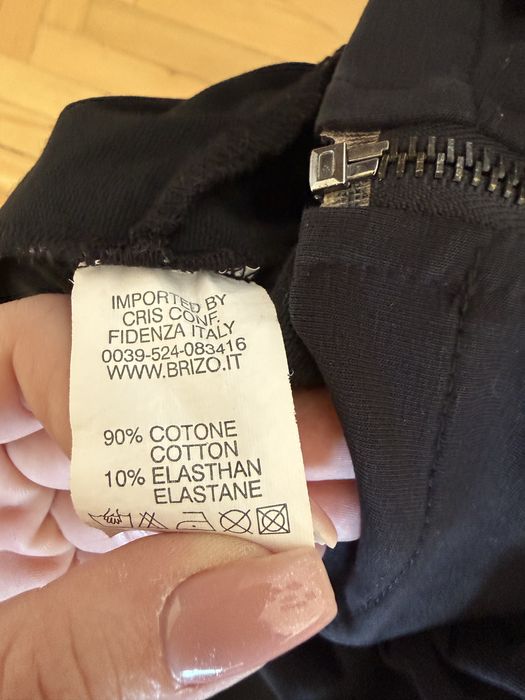 IMPORTED BY
CRIS CONF.
FIDENZA ITALY
0039-524-083416
WWW.BRIZO.IT
90% COTONE
COTTON
10% ELASTHAN
ELASTANE